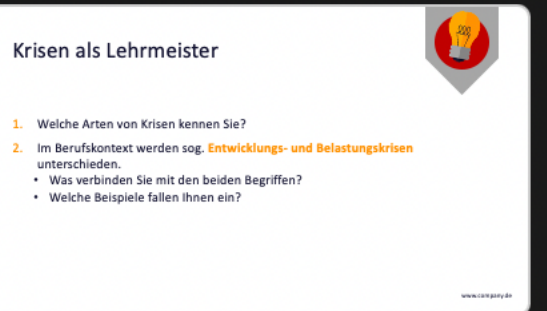 Krisen als Lehrmeister
1. Welche Arten von Krisen kennen Sie?
2. Im Berufskontext werden sog. Entwicklungs- und Belastungskrisen
unterschieden.
• Was verbinden Sie mit den beiden Begriffen?
• Welche Beispiele fallen Ihnen ein?
www.company.de